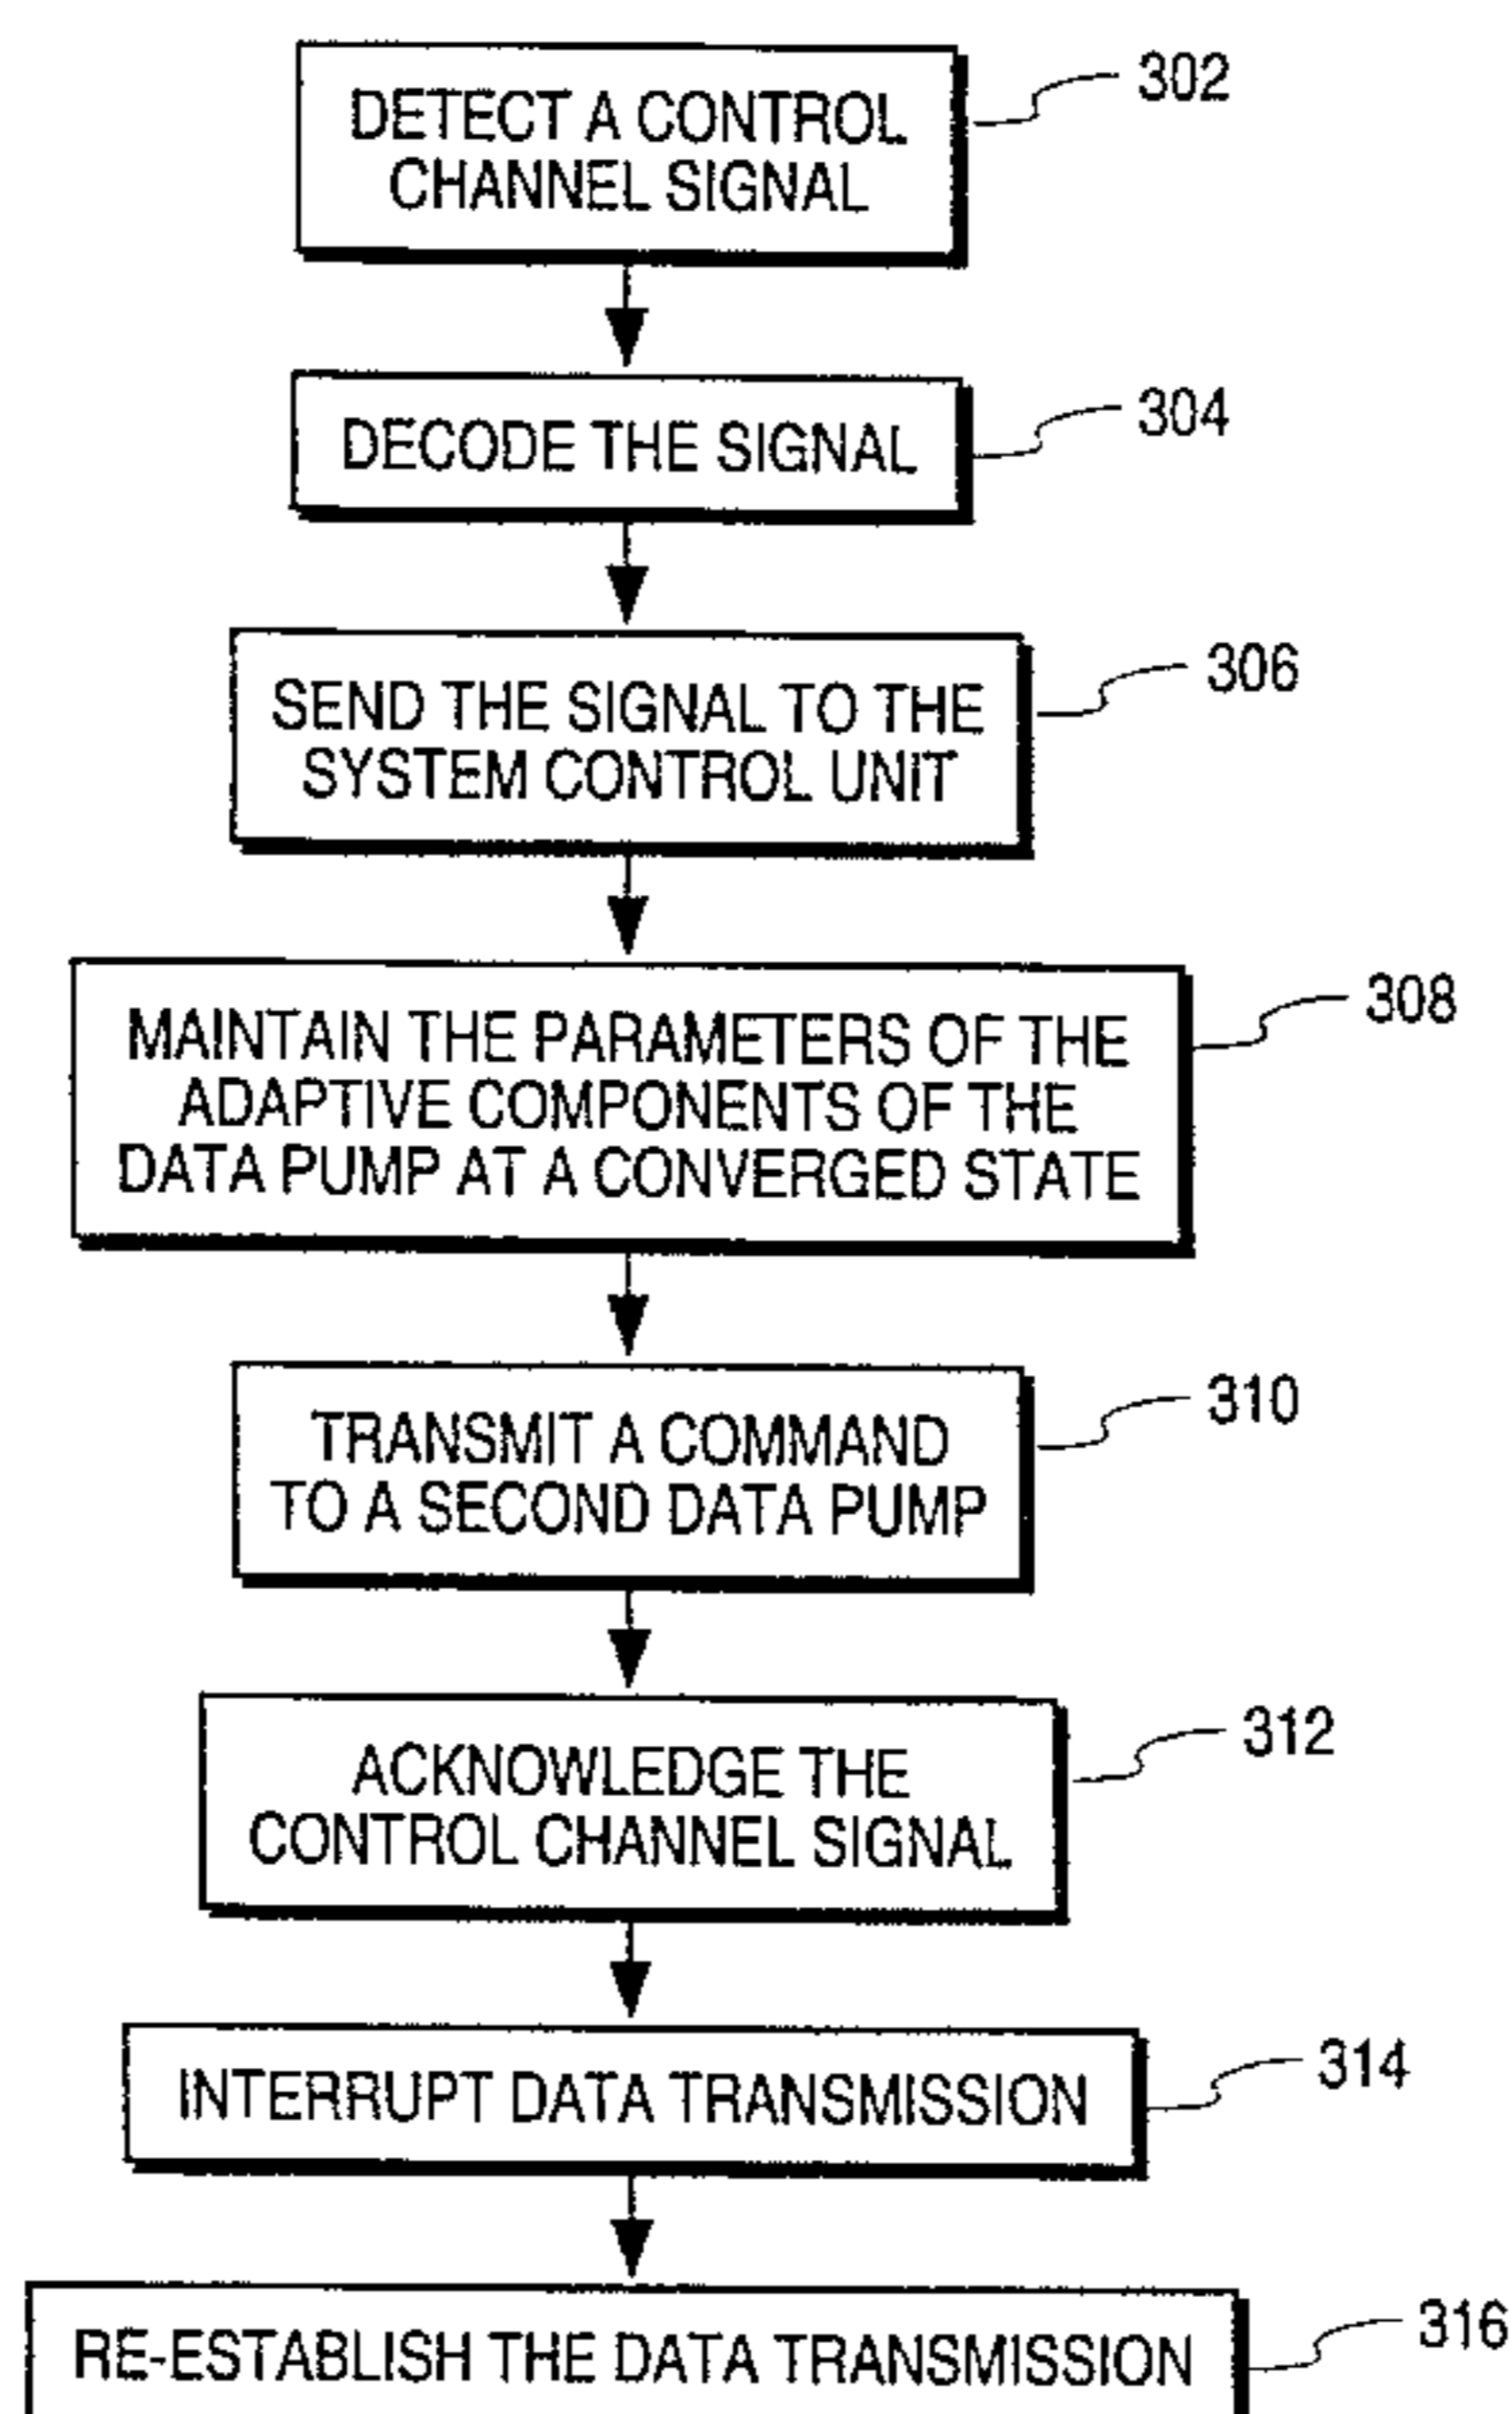 DETECT A CONTROL
CHANNEL SIGNAL
302
DECODE THE SIGNAL
304
SEND THE SIGNAL TO THE
SYSTEM CONTROL UNIT
306
MAINTAIN THE PARAMETERS OF THE
ADAPTIVE COMPONENTS OF THE
DATA PUMP AT A CONVERGED STATE
308
TRANSMIT A COMMAND
TO A SECOND DATA PUMP
310
ACKNOWLEDGE THE
CONTROL CHANNEL SIGNAL
312
INTERRUPT DATA TRANSMISSION
314
RE-ESTABLISH THE DATA TRANSMISSION
316